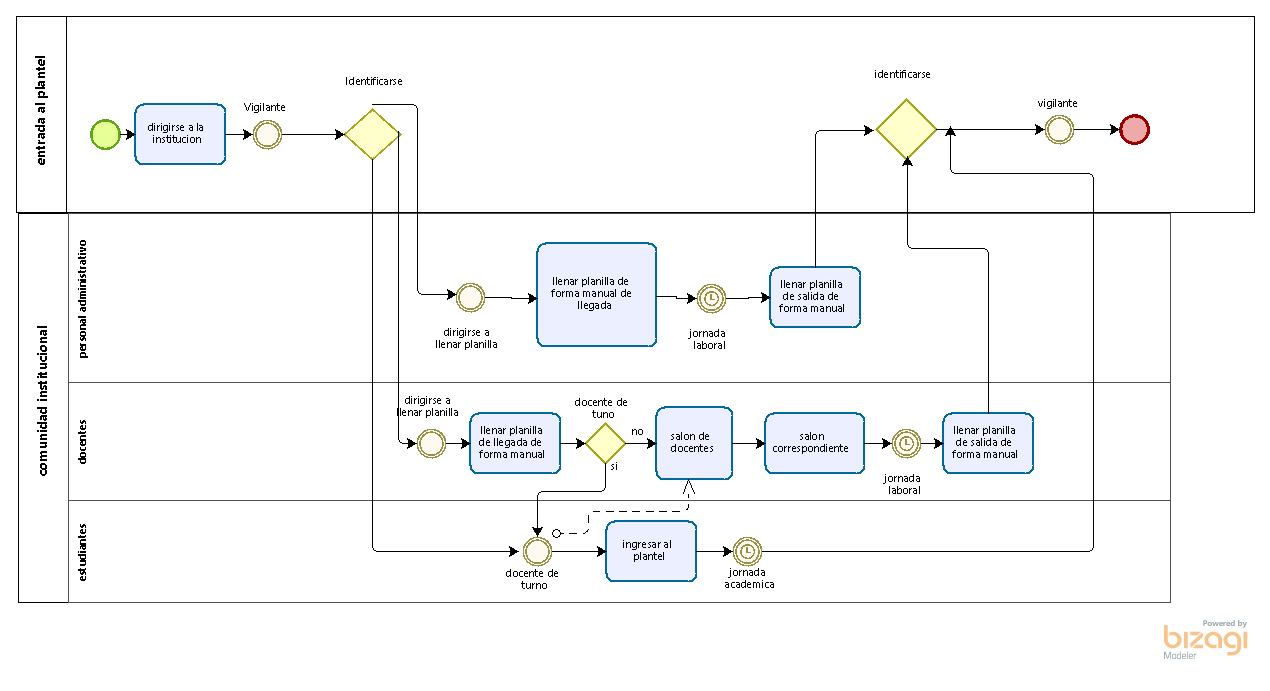 entrada al plantel
dirigirse a la
institucion
Vigilante
Identificarse
identificarse
vigilante
comunidad institucional
personal administrativo
dirigirse a
llenar planilla
llenar planilla de
forma manual de
llegada
jornada
laboral
llenar planilla
de salida de
forma manual
docentes
dirigirse a
llenar planilla
llenar planilla
de llegada de
forma manual
docente de
tuno
no
si
salon de
docentes
salon
correspondiente
jornada
laboral
llenar planilla
de salida de
forma manual
estudiantes
docente de
turno
ingresar al
plantel
jornada
academica
Powered by
bizagi
Modeler